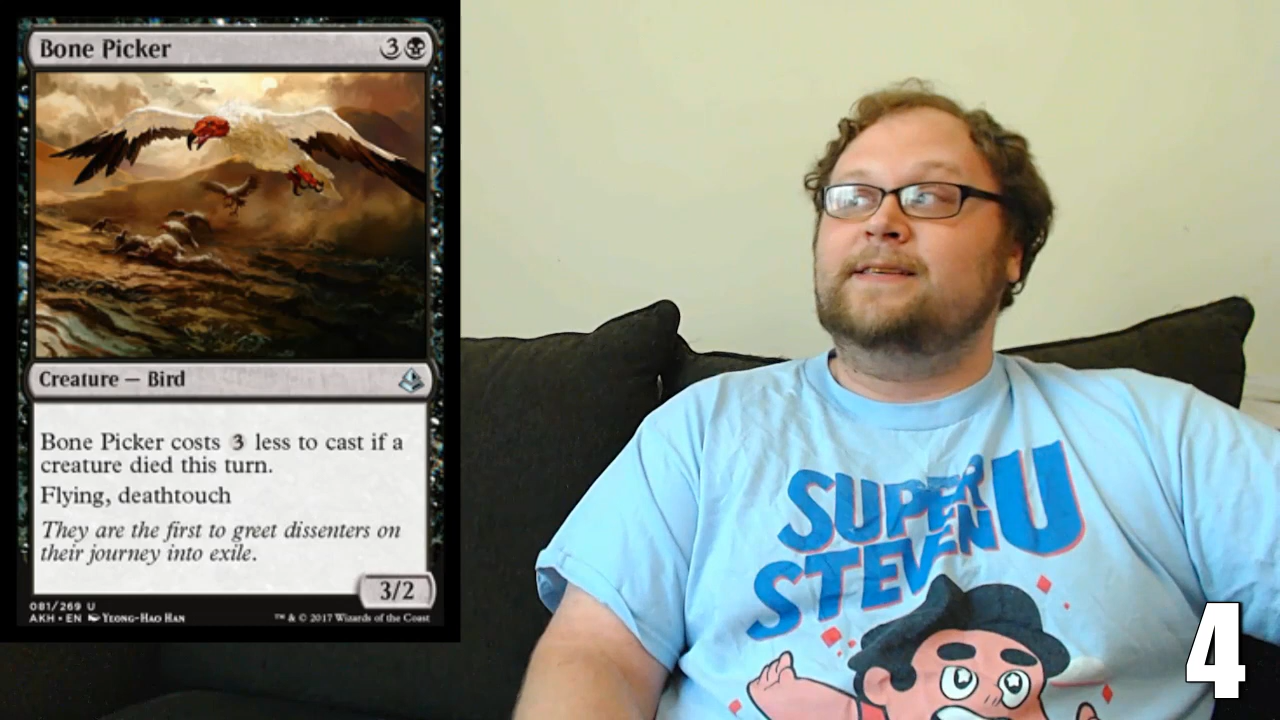 Bone Picker 3
Creature — Bird
Bone Picker costs 3 less to cast if a
creature died this turn.
Flying, deathtouch
They are the first to greet dissenters on
their journey into exile.
3/2
081/269 U
AKH • EN Yeong-Hao Han
™ & © 2017 Wizards of the Coast
SUPER
STEVEN U
4